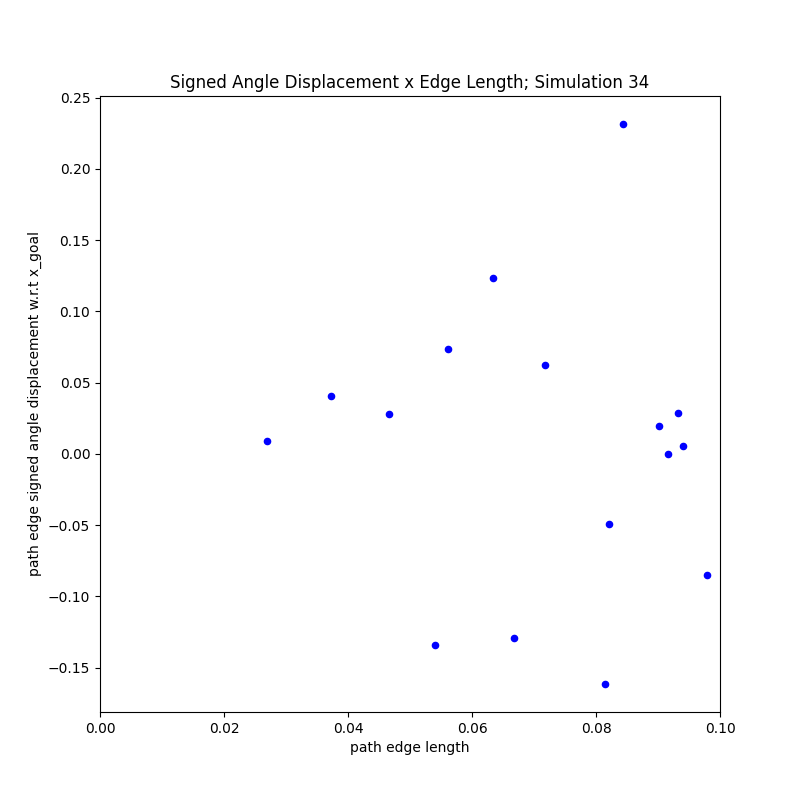 Signed Angle Displacement x Edge Length; Simulation 34
0.25
0.20
0.15
0.10
0.05
0.00
−0.05
−0.10
−0.15
path edge signed angle displacement w.r.t x_goal
0.00 0.02 0.04 0.06 0.08 0.10
path edge length